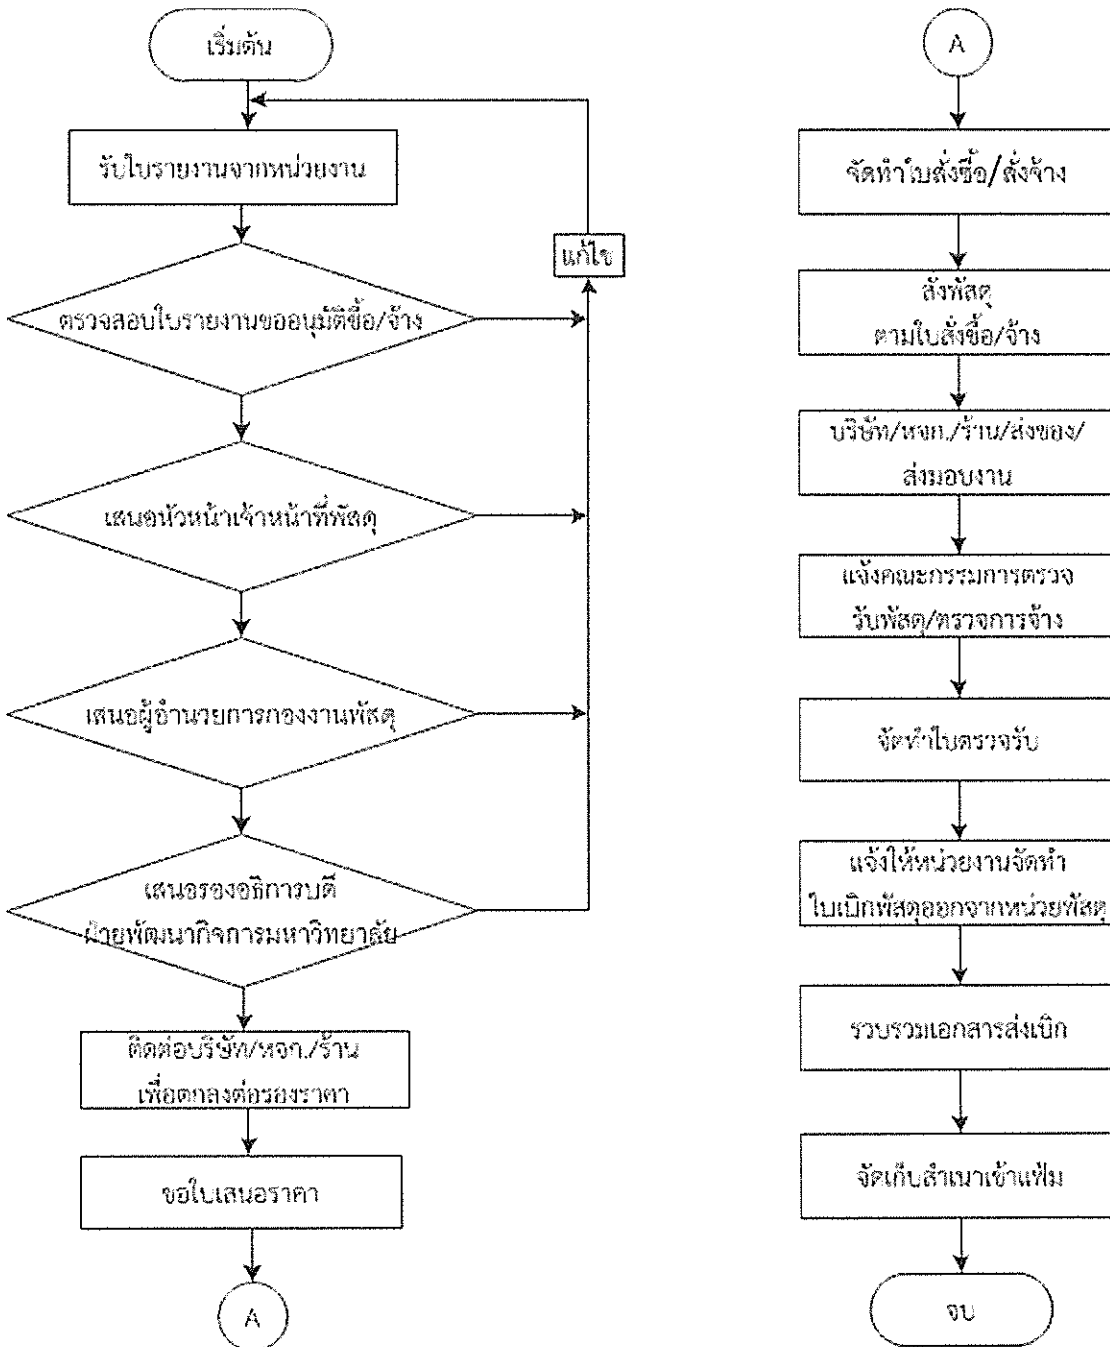 เริ่มต้น
รับใบรายงานจากหน่วยงาน
แก้ไข
ตรวจสอบใบรายงานขออนุมัติซื้อ/จ้าง
เสนอหัวหน้าเจ้าหน้าที่พัสดุ
เสนอผู้อำนวยการกองงานพัสดุ
เสนอรองอธิการบดี
ฝ่ายพัฒนากิจการมหาวิทยาลัย
ติดต่อบริษัท/หจก./ร้าน
เพื่อตกลงต่อรองราคา
ขอใบเสนอราคา
A
A
จัดทำใบสั่งซื้อ/สั่งจ้าง
สั่งพัสดุ
ตามใบสั่งซื้อ/จ้าง
บริษัท/หจก./ร้าน/ส่งของ/
ส่งมอบงาน
แจ้งคณะกรรมการตรวจ
รับพัสดุ/ตรวจการจ้าง
จัดทำใบตรวจรับ
แจ้งให้หน่วยงานจัดทำ
ใบเบิกพัสดุออกจากหน่วยพัสดุ
รวบรวมเอกสารส่งเบิก
จัดเก็บสำเนาเข้าแฟ้ม
จบ